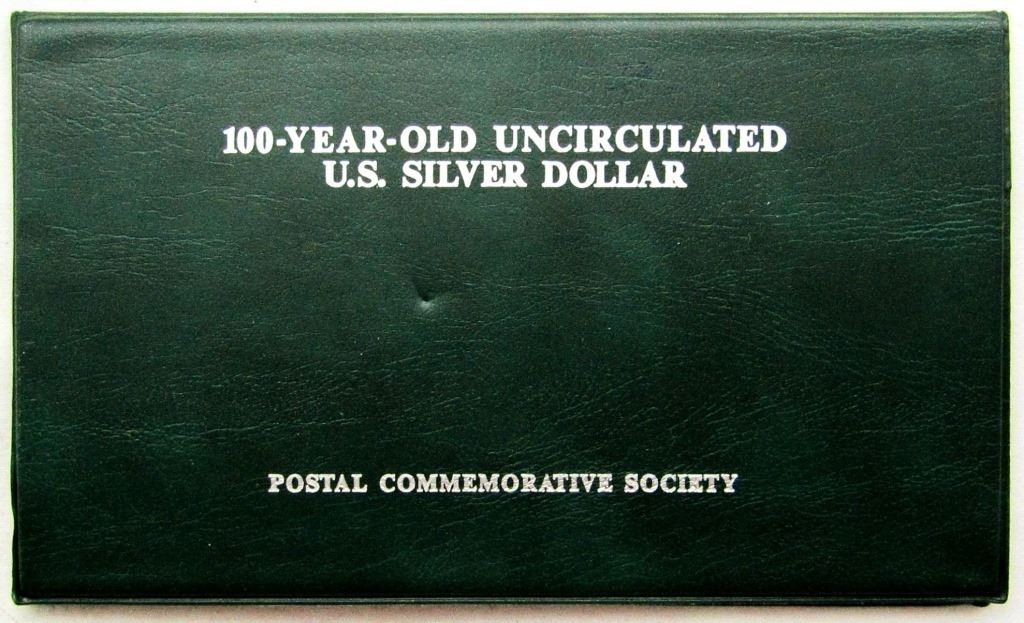 100-YEAR-OLD UNCIRCULATED
U.S. SILVER DOLLAR
POSTAL COMMEMORATIVE SOCIETY